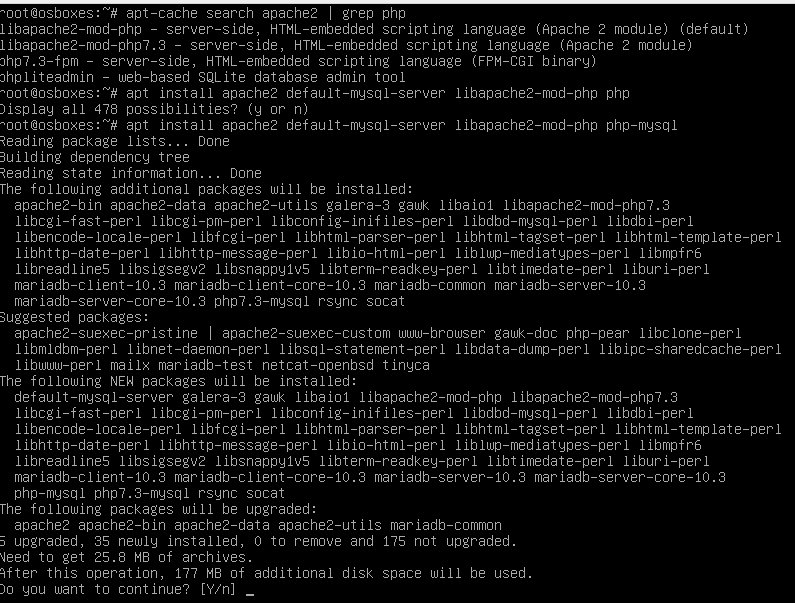 root@osboxes:~# apt-cache search apache2 | grep php
libapache2-mod-php - server-side, HTML-embedded scripting language (Apache 2 module) (default)
libapache2-mod-php7.3 - server-side, HTML-embedded scripting language (Apache 2 module)
php7.3-fpm - server-side, HTML-embedded scripting language (FPM-CGI binary)
phpliteadmin - web-based SQLite database admin tool
root@osboxes:~# apt install apache2 default-mysql-server libapache2-mod-php php
Display all 478 possibilities? (y or n)
root@osboxes:~# apt install apache2 default-mysql-server libapache2-mod-php php-mysql
Reading package lists... Done
Building dependency tree
Reading state information... Done
The following additional packages will be installed:
  apache2-bin apache2-data apache2-utils galera-3 gawk libaio1 libapache2-mod-php7.3
  libcgi-fast-perl libcgi-pm-perl libconfig-inifiles-perl libdbd-mysql-perl libdbi-perl
  libencode-locale-perl libfcgi-perl libhtml-parser-perl libhtml-tagset-perl libhtml-template-perl
  libhttp-date-perl libhttp-message-perl libio-html-perl liblwp-mediatypes-perl libmpfr6
  libreadline5 libsigsegv2 libsnappy1v5 libterm-readkey-perl libtimedate-perl liburi-perl
  mariadb-client-10.3 mariadb-client-core-10.3 mariadb-common mariadb-server-10.3
  mariadb-server-core-10.3 php7.3-mysql rsync socat
Suggested packages:
  apache2-suexec-pristine | apache2-suexec-custom www-browser gawk-doc php-pear libclone-perl
  libmldbm-perl libnet-daemon-perl libsql-statement-perl libdata-dump-perl libipc-sharedcache-perl
  libwww-perl mailx mariadb-test netcat-openbsd tinyca
The following NEW packages will be installed:
  default-mysql-server galera-3 gawk libaio1 libapache2-mod-php libapache2-mod-php7.3
  libcgi-fast-perl libcgi-pm-perl libconfig-inifiles-perl libdbd-mysql-perl libdbi-perl
  libencode-locale-perl libfcgi-perl libhtml-parser-perl libhtml-tagset-perl libhtml-template-perl
  libhttp-date-perl libhttp-message-perl libio-html-perl liblwp-mediatypes-perl libmpfr6
  libreadline5 libsigsegv2 libsnappy1v5 libterm-readkey-perl libtimedate-perl liburi-perl
  mariadb-client-10.3 mariadb-client-core-10.3 mariadb-server-10.3 mariadb-server-core-10.3
  php-mysql php7.3-mysql rsync socat
The following packages will be upgraded:
  apache2 apache2-bin apache2-data apache2-utils mariadb-common
5 upgraded, 35 newly installed, 0 to remove and 175 not upgraded.
Need to get 25.8 MB of archives.
After this operation, 177 MB of additional disk space will be used.
Do you want to continue? [Y/n] _